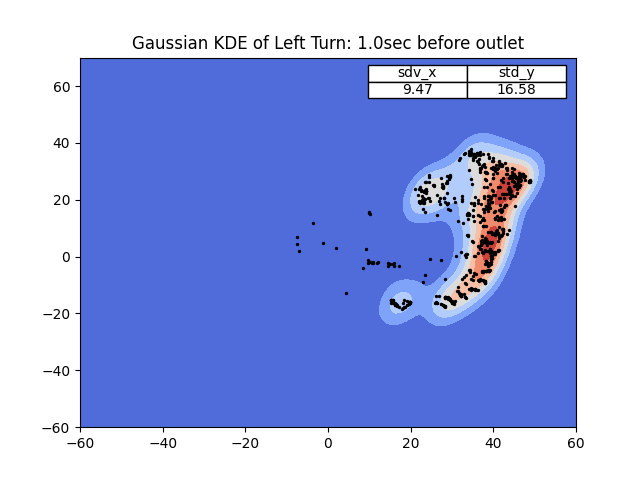 Gaussian KDE of Left Turn: 1.0sec before outlet
sdv_x std_y
9.47 16.58
60
40
20
0
−20
−40
−60
−60 −40 −20 0 20 40 60